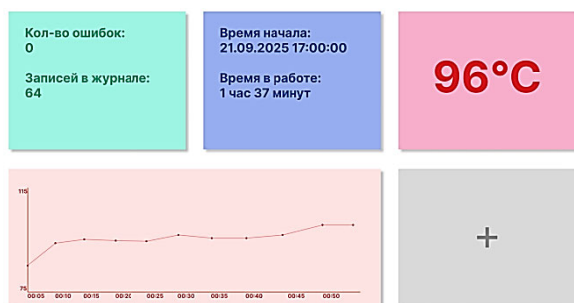 Кол-во ошибок:
0
Записей в журнале:
64
Время начала:
21.09.2025 17:00:00
Время в работе:
1 час 37 минут
96°C
115
75
00:05 00:10 00:15 00:20 00:25 00:30 00:35 00:40 00:45 00:50
+